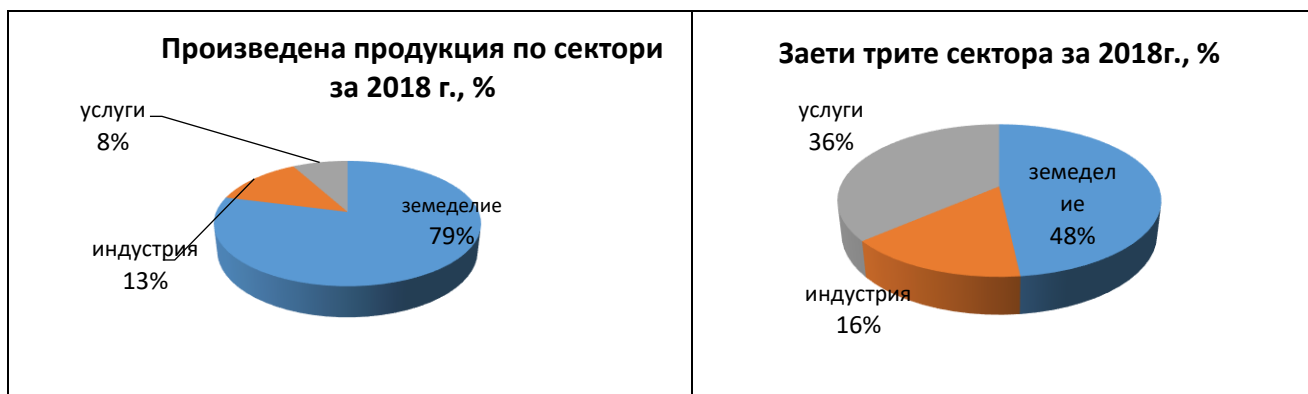 Произведена продукция по сектори
за 2018 г., %
услуги
8%
земеделие
79%
индустрия
13%
Заети трите сектора за 2018г., %
услуги
36%
земедел
ие
48%
индустрия
16%